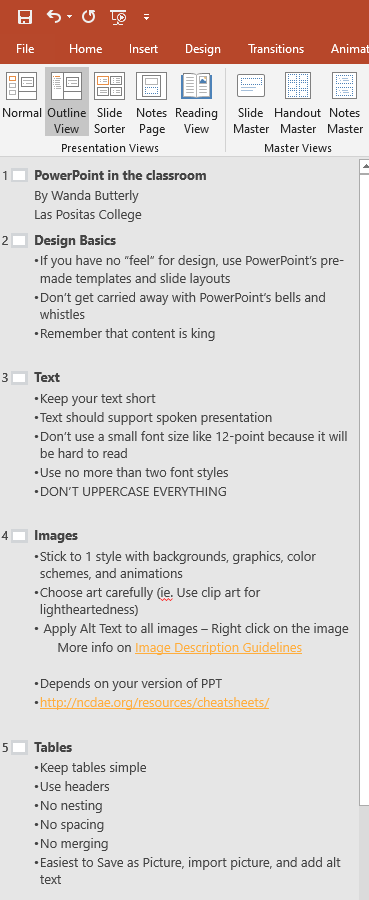 File Home Insert Design Transitions Animat
Normal Outline View Slide Sorter Notes Page Reading View Slide Master Handout Master Notes Master
Presentation Views Master Views
1 PowerPoint in the classroom
By Wanda Butterly
Las Positas College
2 Design Basics
•If you have no “feel” for design, use PowerPoint’s pre-
made templates and slide layouts
•Don’t get carried away with PowerPoint’s bells and
whistles
•Remember that content is king
3 Text
•Keep your text short
•Text should support spoken presentation
•Don’t use a small font size like 12-point because it will
be hard to read
•Use no more than two font styles
•DON’T UPPERCASE EVERYTHING
4 Images
•Stick to 1 style with backgrounds, graphics, color
schemes, and animations
•Choose art carefully (ie. Use clip art for
lightheartedness)
• Apply Alt Text to all images – Right click on the image
More info on Image Description Guidelines
•Depends on your version of PPT
•http://ncdae.org/resources/cheatsheets/
5 Tables
•Keep tables simple
•Use headers
•No nesting
•No spacing
•No merging
•Easiest to Save as Picture, import picture, and add alt
text